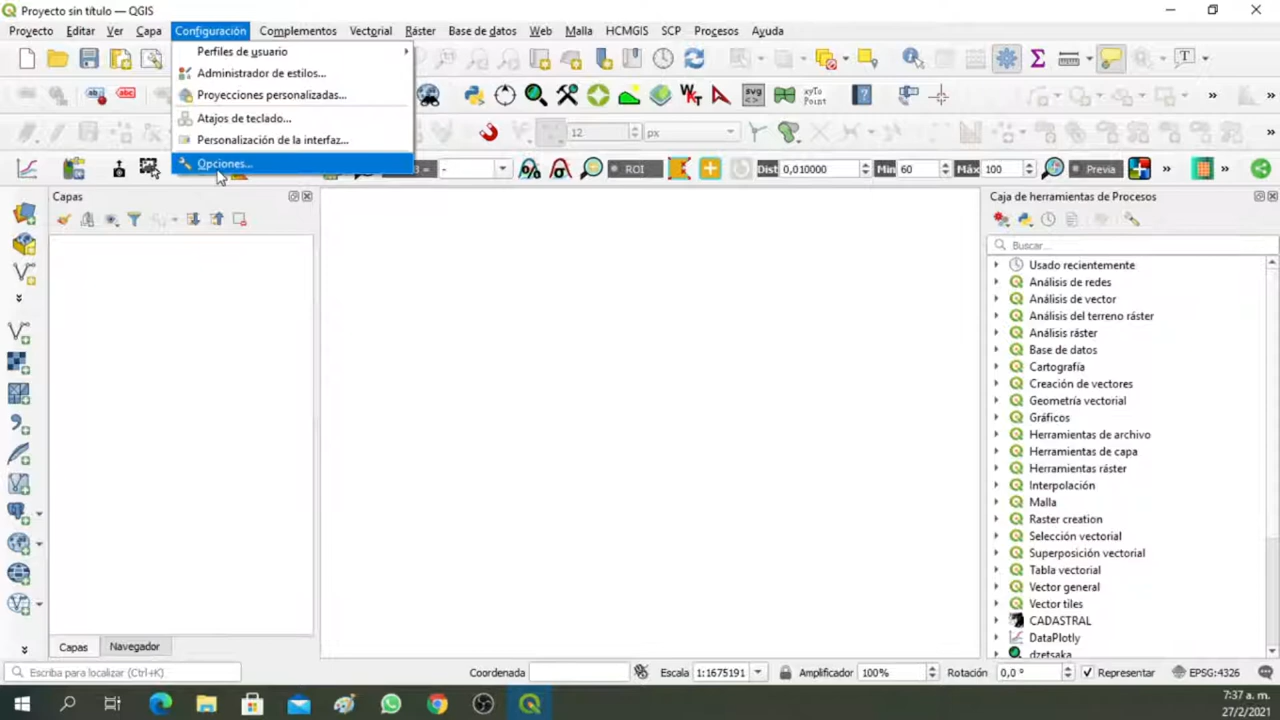 Proyecto sin título — QGIS
Proyecto Editar Ver Capa Configuración Complementos Vectorial Ráster Base de datos Web Malla HCMGIS SCP Procesos Ayuda
Perfiles de usuario
Administrador de estilos...
Proyecciones personalizadas...
svg
xyTo
Point
abc
abc
Atajos de teclado...
12 px
Personalización de la interfaz...
Opciones...
ROI Dist 0,010000 Min 60 Máx 100 Previa
Capas
Caja de herramientas de Procesos
Buscar...
Usado recientemente
Análisis de redes
Análisis de vector
Análisis del terreno ráster
Análisis ráster
Base de datos
Cartografía
Creación de vectores
Geometría vectorial
Gráficos
Herramientas de archivo
Herramientas de capa
Herramientas ráster
Interpolación
Malla
Raster creation
Selección vectorial
Superposición vectorial
Tabla vectorial
Vector general
Vector tiles
CADASTRAL
DataPlotly
dzetsaka
Capas Navegador
Escriba para localizar (Ctrl+K) Coordenada Escala 1:1675191 Amplificador 100% Rotación 0,0 ° Representar EPSG:4326
7:37 a. m.
27/2/2021